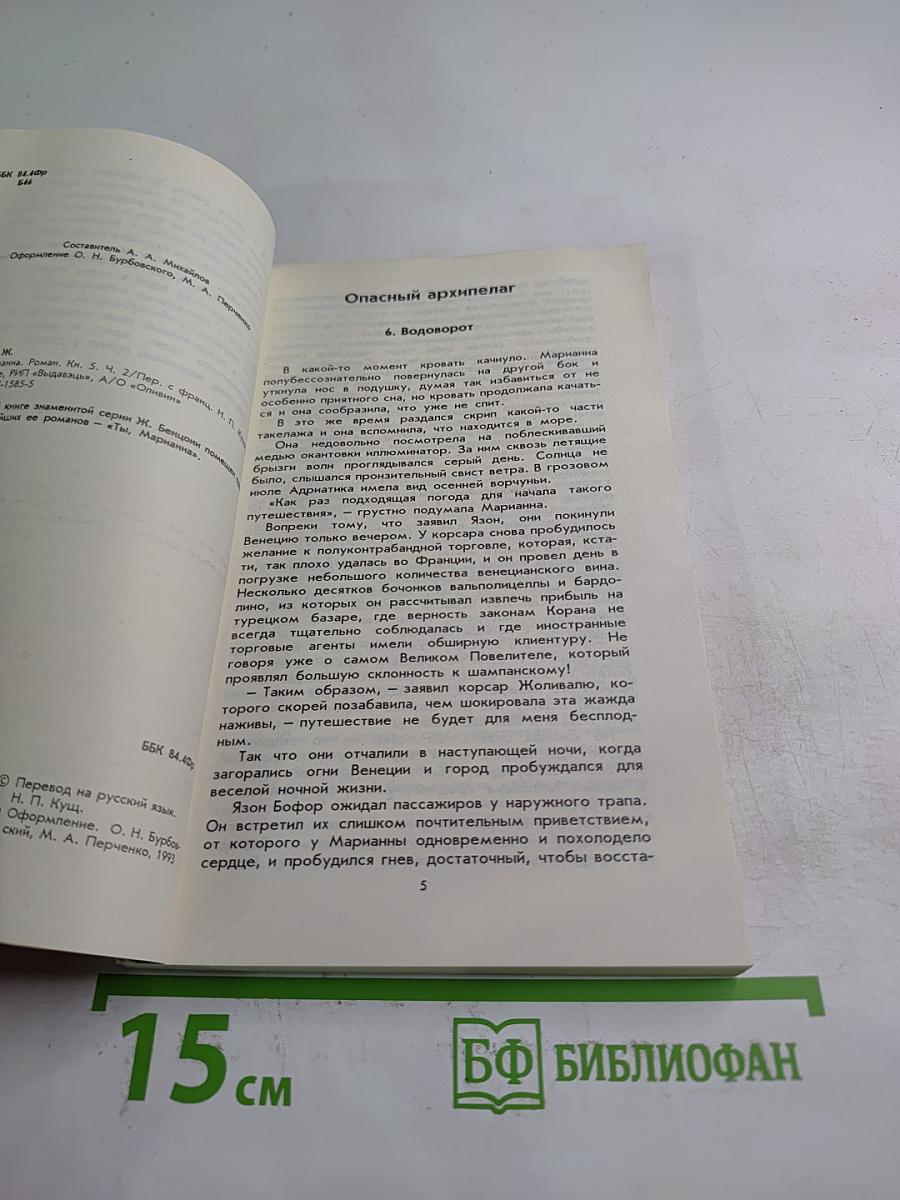 ББК 84.4Фр
Б46
Составитель А. А. Михайлов
Оформление О. Н. Бурбовского, М. А. Перченко
Ж.
Роман. Кн. 5. Ч. 2/Пер. с франц. Н. П.
РИП «Выдавэць», А/О «Оливин»
-1585-5
книге знаменитой серии Ж. Бенцони
ее романов – «Ты, Марианна».
ББК 84.4Фр
© Перевод на русский язык.
Н. П. Кущ.
Оформление. О. Н. Бурбов-
ский, М. А. Перченко, 1993
Опасный архипелаг
6. Водоворот
В какой-то момент кровать качнуло. Марианна
полубессознательно повернулась на другой бок и
уткнула нос в подушку, думая так избавиться от не
особенно приятного сна, но кровать продолжала качать-
ся и она сообразила, что уже не спит.
В это же время раздался скрип какой-то части
такелажа и она вспомнила, что находится в море.
Она недовольно посмотрела на поблескивавший
медью окантовки иллюминатор. За ним сквозь летящие
брызги волн проглядывался серый день. Солнца не
было, слышался пронзительный свист ветра. В грозовом
июле Адриатика имела вид осенней ворчуньи.
«Как раз подходящая погода для начала такого
путешествия», – грустно подумала Марианна.
Вопреки тому, что заявил Язон, они покинули
Венецию только вечером. У корсара снова пробудилось
желание к полуконтрабандной торговле, которая, кста-
ти, так плохо удалась во Франции, и он провел день в
погрузке небольшого количества венецианского вина.
Несколько десятков бочонков вальполицеллы и бардо-
лино, из которых он рассчитывал извлечь прибыль на
турецком базаре, где верность законам Корана не
всегда тщательно соблюдалась и где иностранные
торговые агенты имели обширную клиентуру. Не
говоря уже о самом Великом Повелителе, который
проявлял большую склонность к шампанскому!
– Таким образом, – заявил корсар Жоливалю, ко-
торого скорей позабавила, чем шокировала эта жажда
наживы, – путешествие не будет для меня бесплод-
ным.
Так что они отчалили в наступающей ночи, когда
загорались огни Венеции и город пробуждался для
веселой ночной жизни.
Язон Бофор ожидал пассажиров у наружного трапа.
Он встретил их слишком почтительным приветствием,
от которого у Марианны одновременно и похолодело
сердце, и пробудился гнев, достаточный, чтобы восста-
5
15 см
БФ БИБЛИОФАН